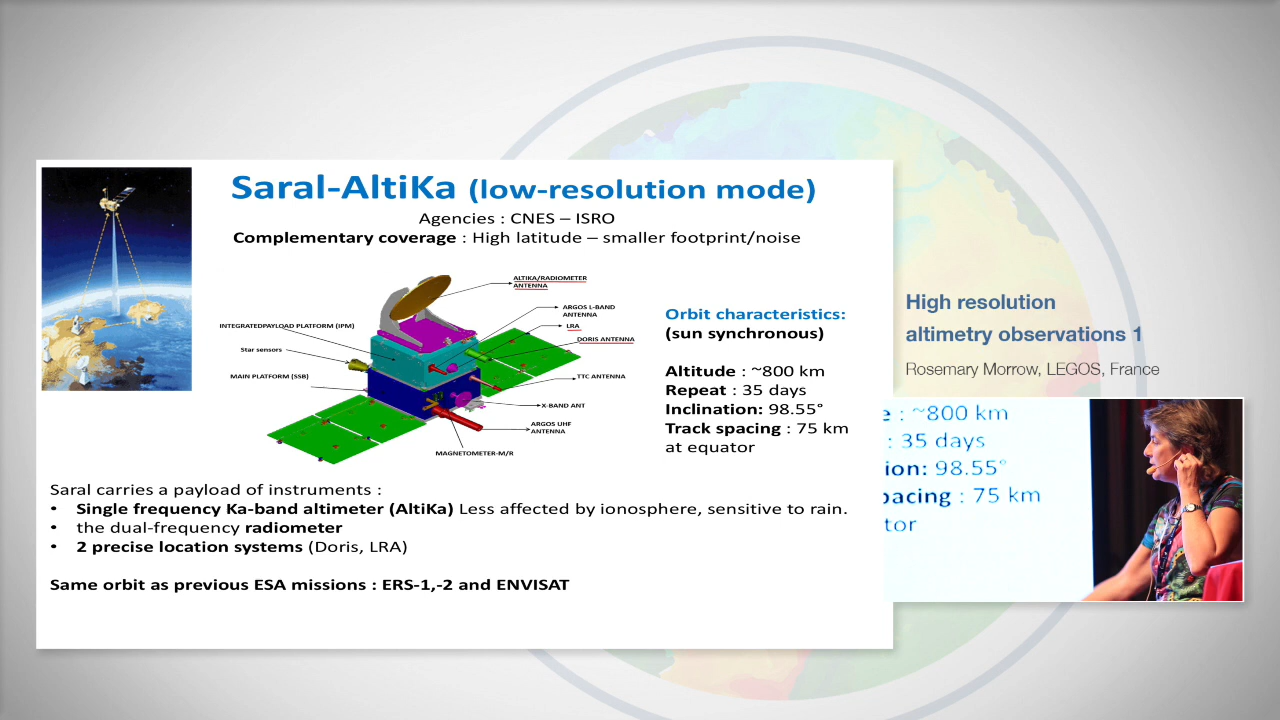 Saral-AltiKa (low-resolution mode)
Agencies : CNES – ISRO
Complementary coverage : High latitude – smaller footprint/noise
ALTIKA/RADIOMETER
ANTENNA
ARGOS L-BAND
ANTENNA
LRA
DORIS ANTENNA
INTEGRATEDPAYLOAD PLATFORM (IPM)
Star sensors
MAIN PLATFORM (SSB)
TTC ANTENNA
X-BAND ANT
ARGOS UHF
ANTENNA
MAGNETOMETER-M/R
Orbit characteristics:
(sun synchronous)
Altitude : ~800 km
Repeat : 35 days
Inclination: 98.55°
Track spacing : 75 km
at equator
Saral carries a payload of instruments :
• Single frequency Ka-band altimeter (AltiKa) Less affected by ionosphere, sensitive to rain.
• the dual-frequency radiometer
• 2 precise location systems (Doris, LRA)
Same orbit as previous ESA missions : ERS-1,-2 and ENVISAT
High resolution
altimetry observations 1
Rosemary Morrow, LEGOS, France
e : ~800 km
: 35 days
ion: 98.55°
pacing : 75 km
tor